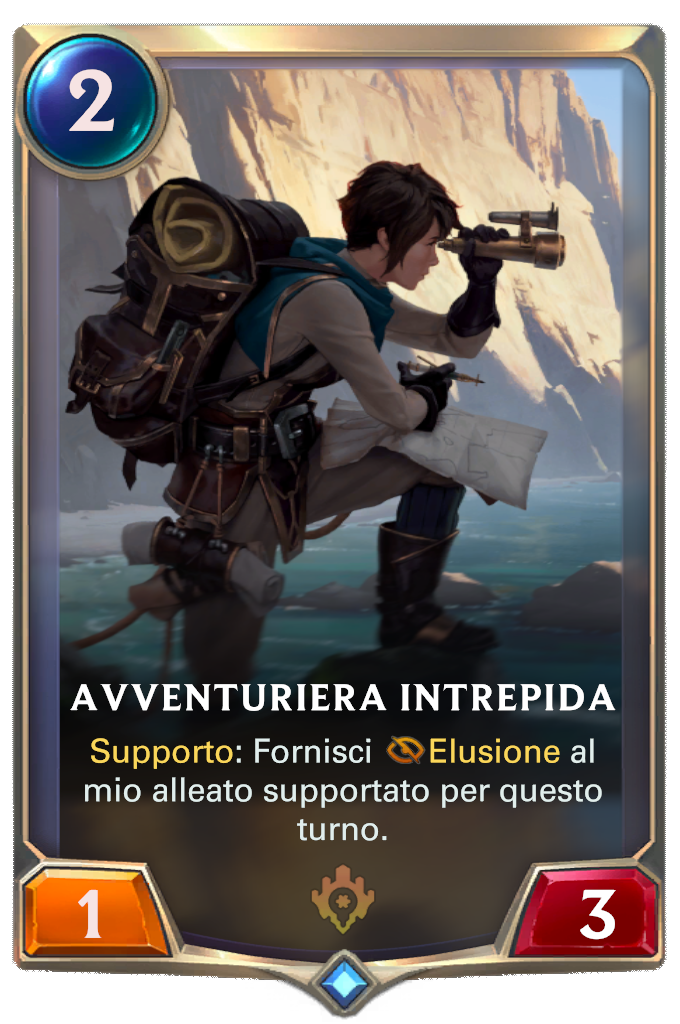 2
AVVENTURIERA INTREPIDA
Supporto: Fornisci Elusione al
mio alleato supportato per questo
turno.
1
3